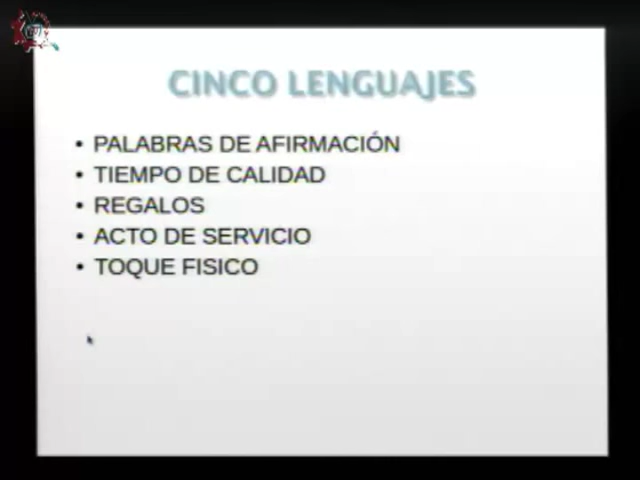 CINCO LENGUAJES
• PALABRAS DE AFIRMACIÓN
• TIEMPO DE CALIDAD
• REGALOS
• ACTO DE SERVICIO
• TOQUE FISICO